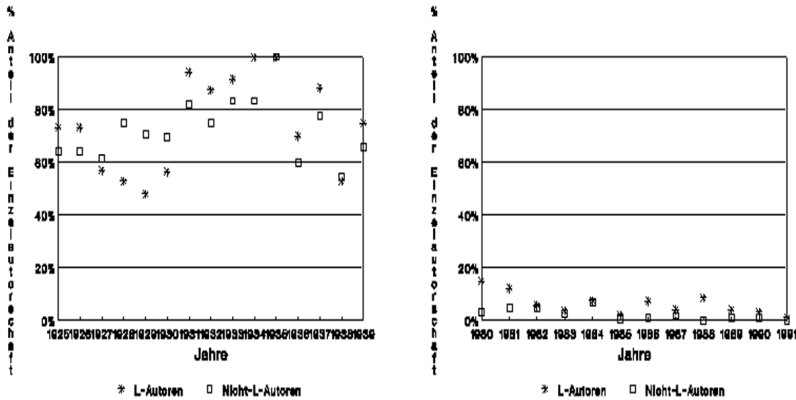 % Anteil der Einzelautorschaft
100%
80%
60%
40%
20%
0%
1925 1926 1927 1928 1929 1930 1931 1932 1933 1934 1935 1936 1937 1938 1939
Jahre
L-Autoren Nicht-L-Autoren
% Anteil der Einzelautorschaft
100%
80%
60%
40%
20%
0%
1980 1981 1982 1983 1984 1985 1986 1987 1988 1989 1990 1991
Jahre
L-Autoren Nicht-L-Autoren